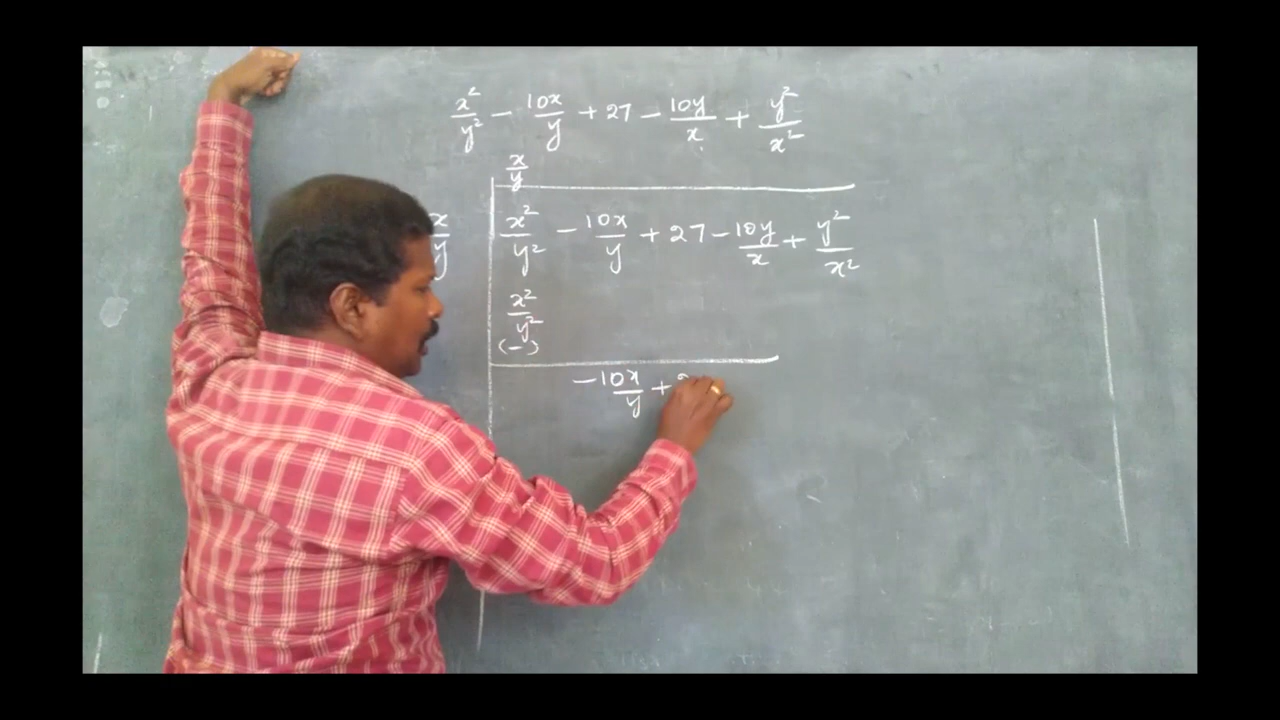 x²/y² - 10x/y + 27 - 10y/x + y²/x²
x/y
x/y | x²/y² - 10x/y + 27 - 10y/x + y²/x²
x²/y²
(-)
-10x/y +